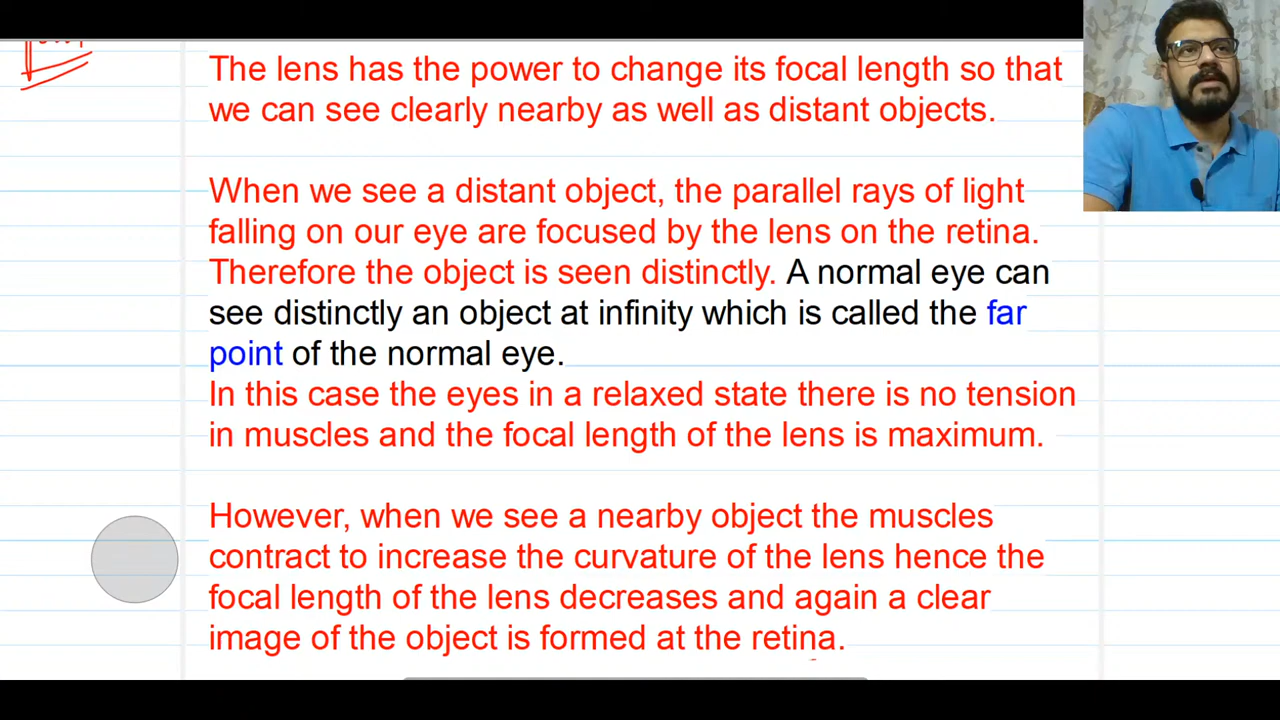 The lens has the power to change its focal length so that
we can see clearly nearby as well as distant objects.
When we see a distant object, the parallel rays of light
falling on our eye are focused by the lens on the retina.
Therefore the object is seen distinctly. A normal eye can
see distinctly an object at infinity which is called the far
point of the normal eye.
In this case the eyes in a relaxed state there is no tension
in muscles and the focal length of the lens is maximum.
However, when we see a nearby object the muscles
contract to increase the curvature of the lens hence the
focal length of the lens decreases and again a clear
image of the object is formed at the retina.